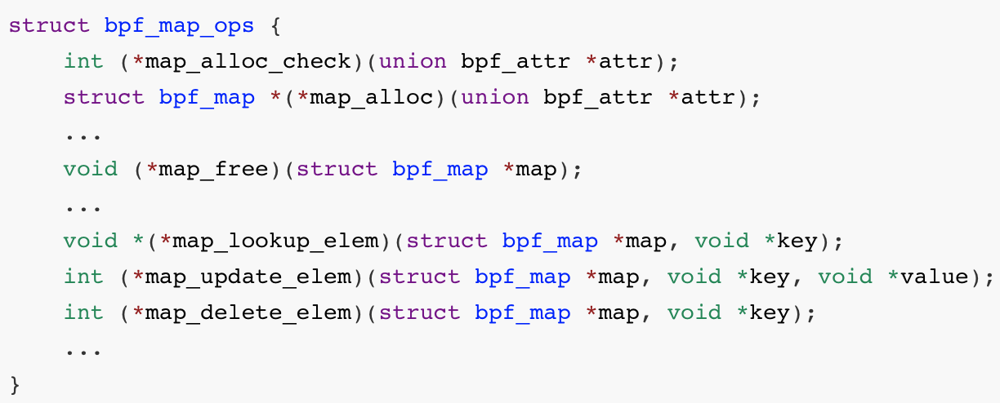 struct bpf_map_ops {
    int (*map_alloc_check)(union bpf_attr *attr);
    struct bpf_map *(*map_alloc)(union bpf_attr *attr);
    ...
    void (*map_free)(struct bpf_map *map);
    ...
    void *(*map_lookup_elem)(struct bpf_map *map, void *key);
    int (*map_update_elem)(struct bpf_map *map, void *key, void *value);
    int (*map_delete_elem)(struct bpf_map *map, void *key);
    ...
}